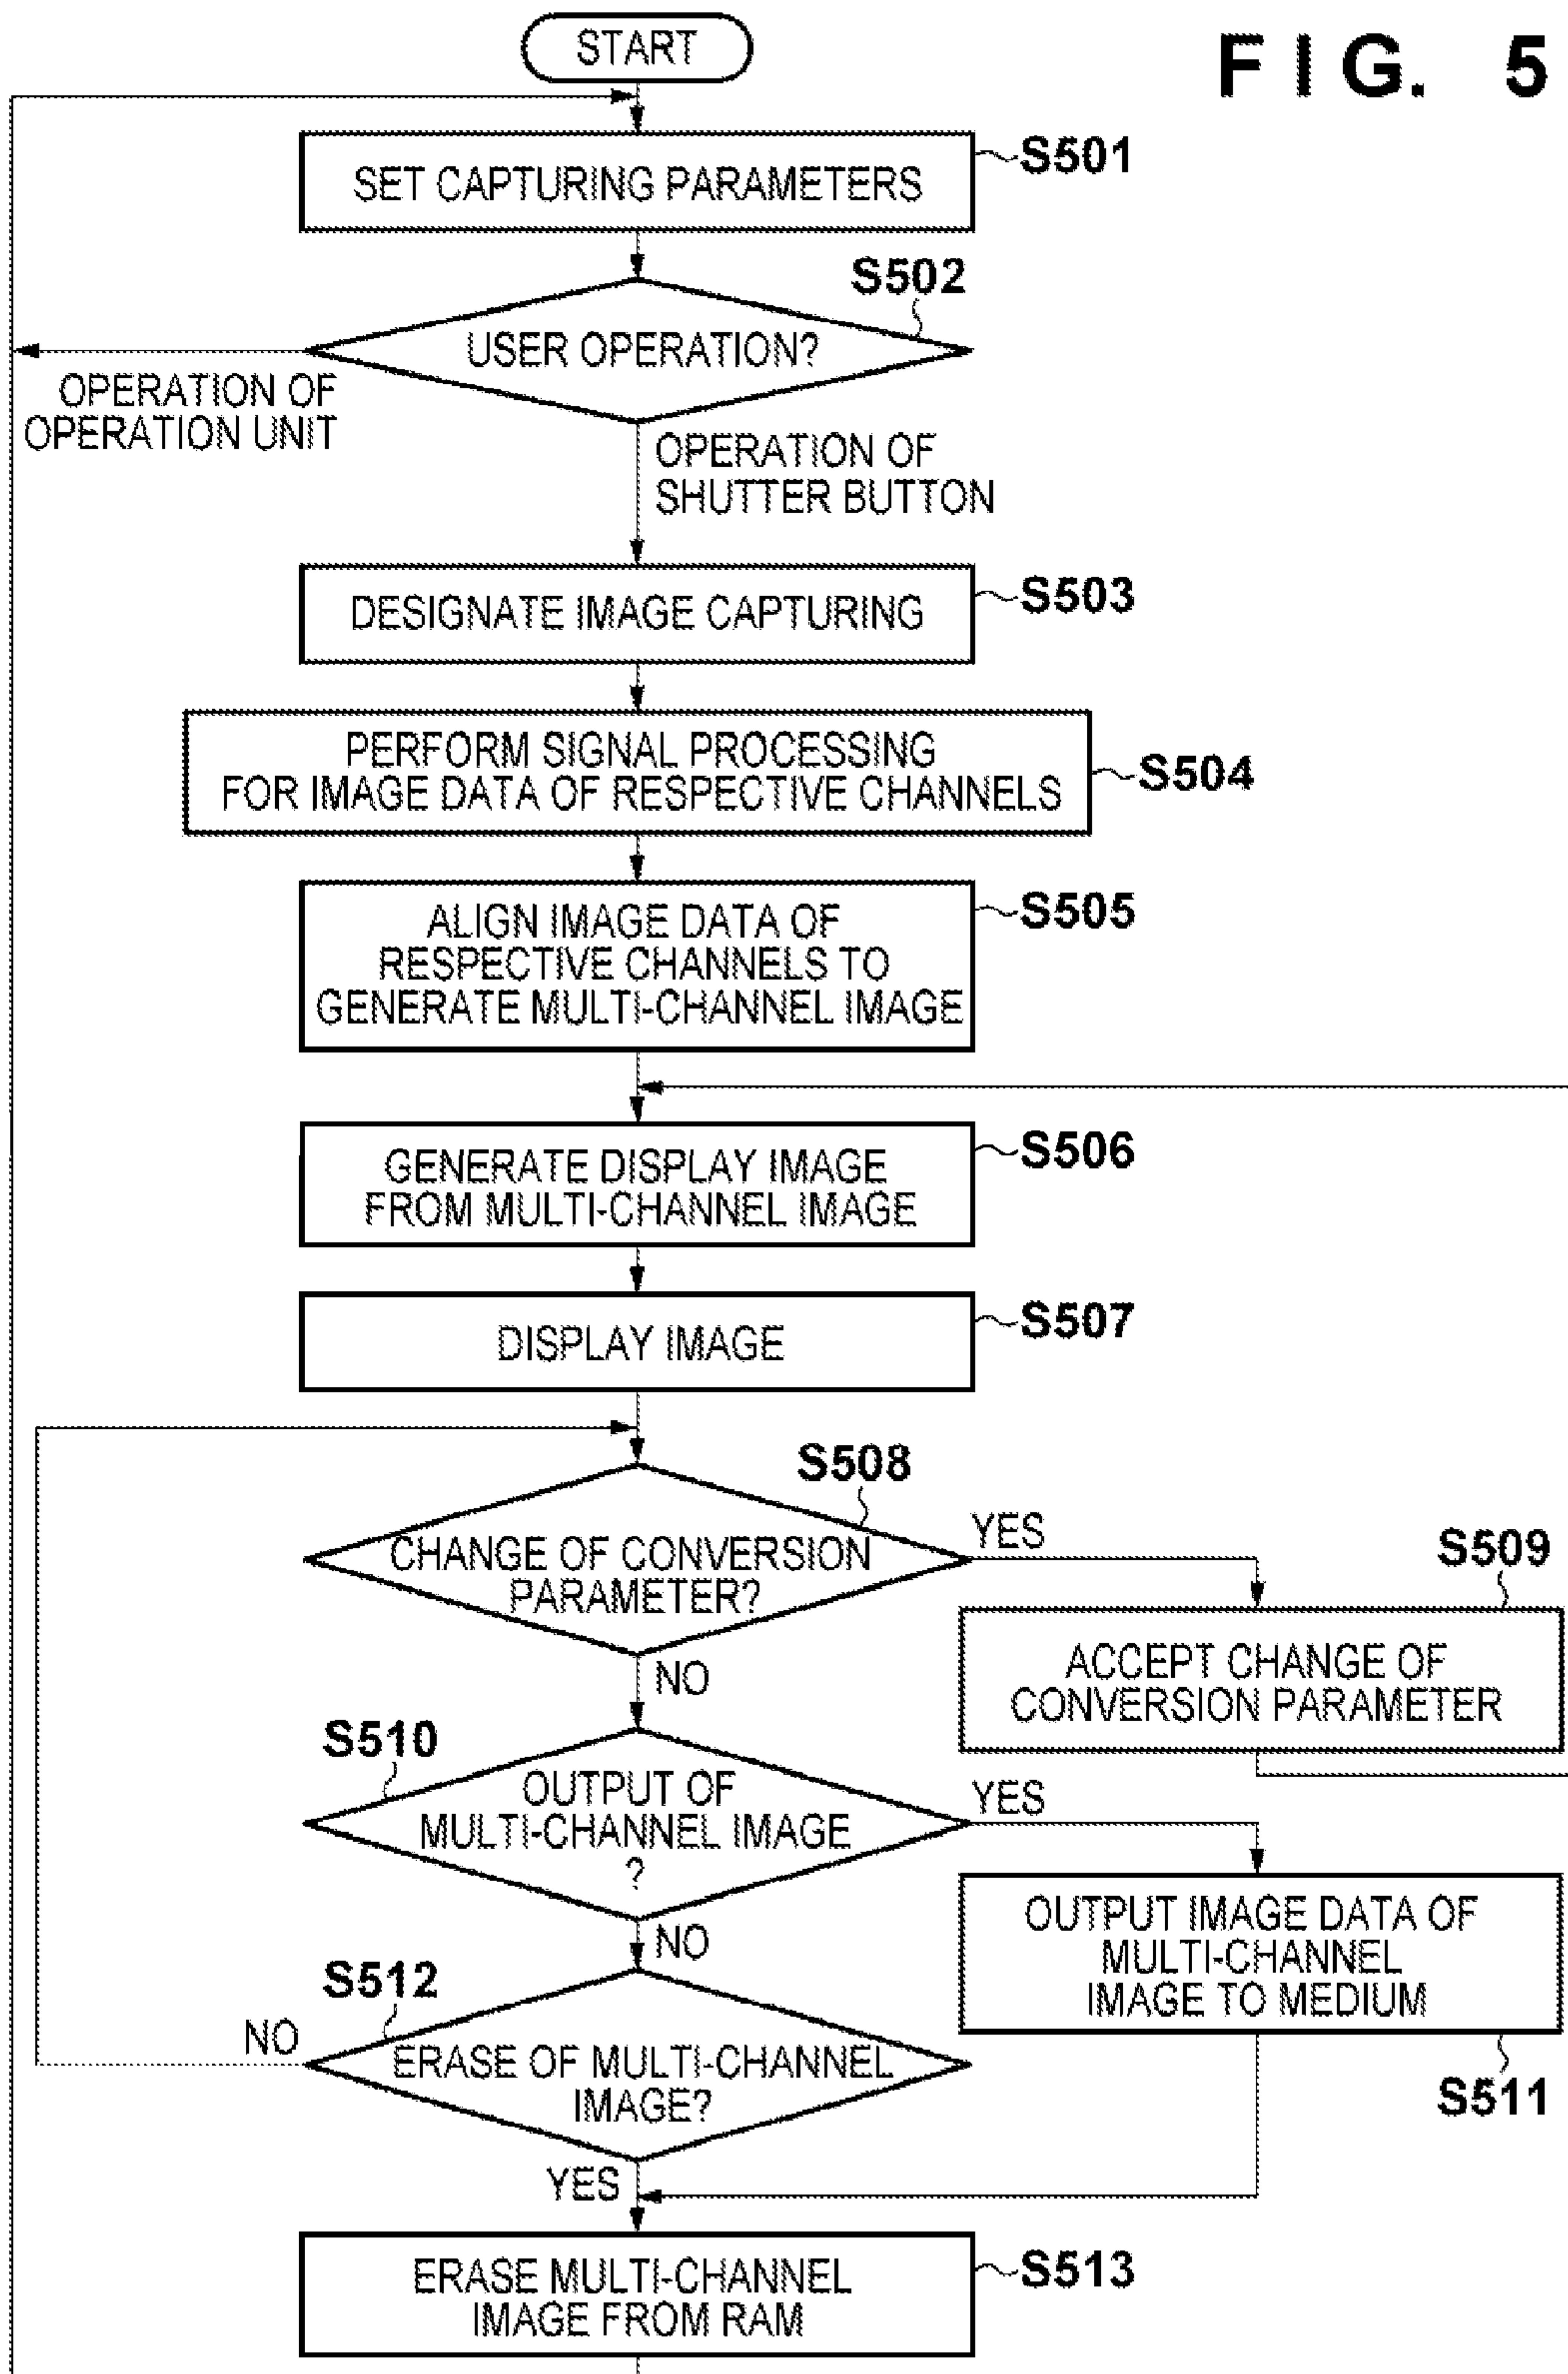 FIG. 5
START
SET CAPTURING PARAMETERS
S501
S502
USER OPERATION?
OPERATION OF
OPERATION UNIT
OPERATION OF
SHUTTER BUTTON
DESIGNATE IMAGE CAPTURING
S503
PERFORM SIGNAL PROCESSING
FOR IMAGE DATA OF RESPECTIVE CHANNELS
S504
ALIGN IMAGE DATA OF
RESPECTIVE CHANNELS TO
GENERATE MULTI-CHANNEL IMAGE
S505
GENERATE DISPLAY IMAGE
FROM MULTI-CHANNEL IMAGE
S506
DISPLAY IMAGE
S507
S508
CHANGE OF CONVERSION
PARAMETER?
YES
NO
S509
ACCEPT CHANGE OF
CONVERSION PARAMETER
S510
OUTPUT OF
MULTI-CHANNEL IMAGE
?
YES
NO
OUTPUT IMAGE DATA OF
MULTI-CHANNEL
IMAGE TO MEDIUM
S511
S512
ERASE OF MULTI-CHANNEL
IMAGE?
NO
YES
ERASE MULTI-CHANNEL
IMAGE FROM RAM
S513